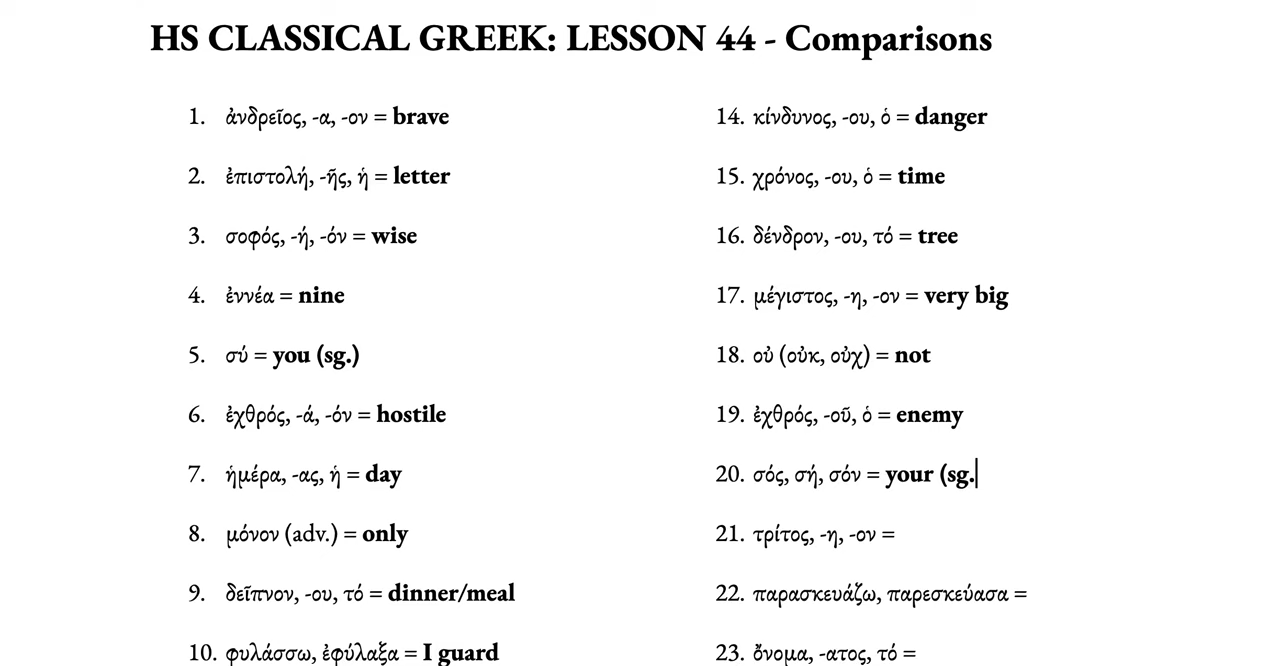 HS CLASSICAL GREEK: LESSON 44 - Comparisons
1. ἀνδρεῖος, -α, -ον = brave
2. ἐπιστολή, -ῆς, ἡ = letter
3. σοφός, -ή, -όν = wise
4. ἐννέα = nine
5. σύ = you (sg.)
6. ἐχθρός, -ά, -όν = hostile
7. ἡμέρα, -ας, ἡ = day
8. μόνον (adv.) = only
9. δεῖπνον, -ου, τό = dinner/meal
10. φυλάσσω, ἐφύλαξα = I guard
14. κίνδυνος, -ου, ὁ = danger
15. χρόνος, -ου, ὁ = time
16. δένδρον, -ου, τό = tree
17. μέγιστος, -η, -ον = very big
18. οὐ (οὐκ, οὐχ) = not
19. ἐχθρός, -οῦ, ὁ = enemy
20. σός, σή, σόν = your (sg.
21. τρίτος, -η, -ον =
22. παρασκευάζω, παρεσκεύασα =
23. ὄνομα, -ατος, τό =